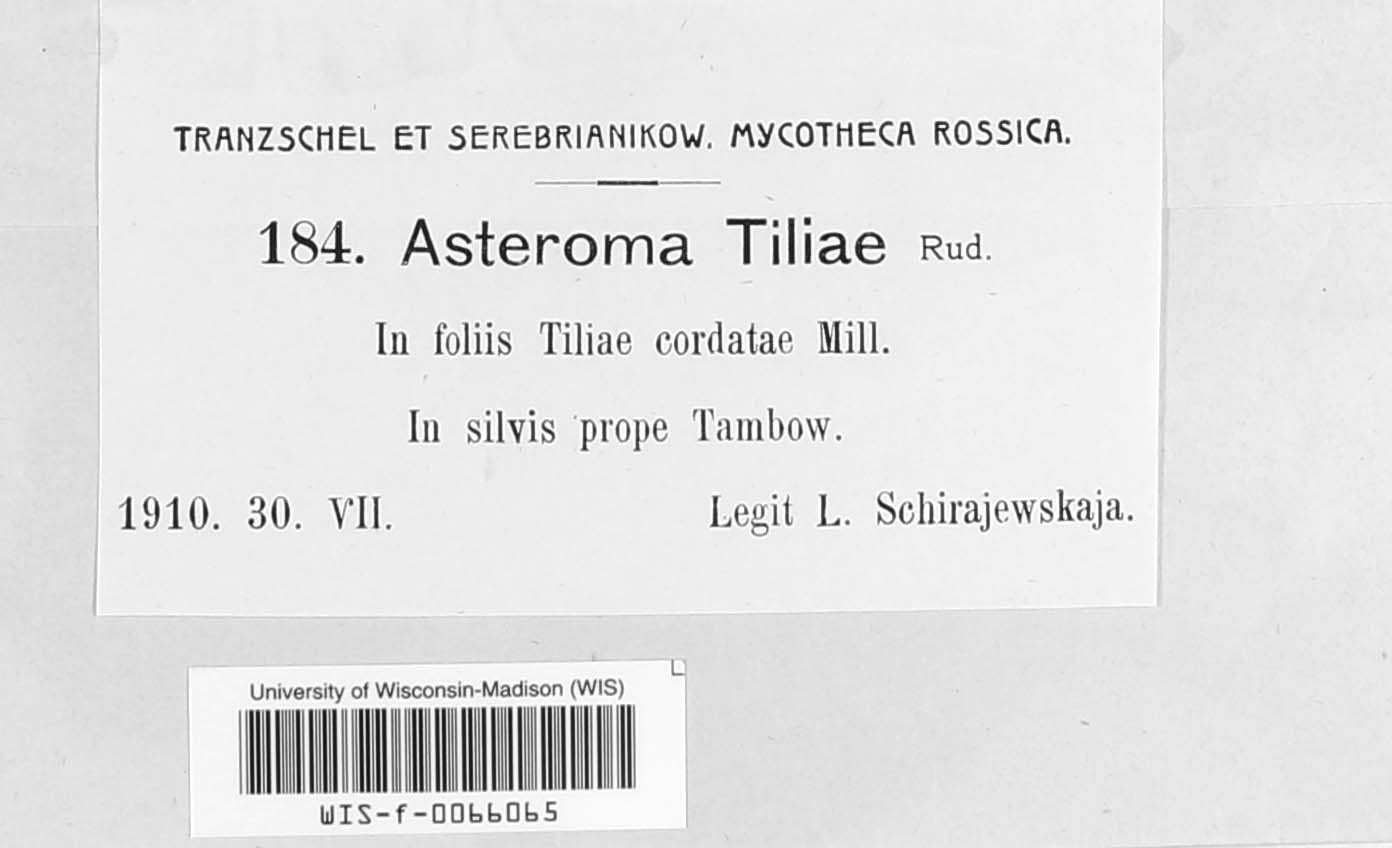 TRANZSCHEL ET SEREBRIANIKOW. MYCOTHECA ROSSICA.
184. Asteroma Tiliae Rud.
In foliis Tiliae cordatae Mill.
In silvis prope Tambow.
1910. 30. VII. Legit L. Schirajewskaja.
University of Wisconsin-Madison (WIS)
WIS-f-0066065